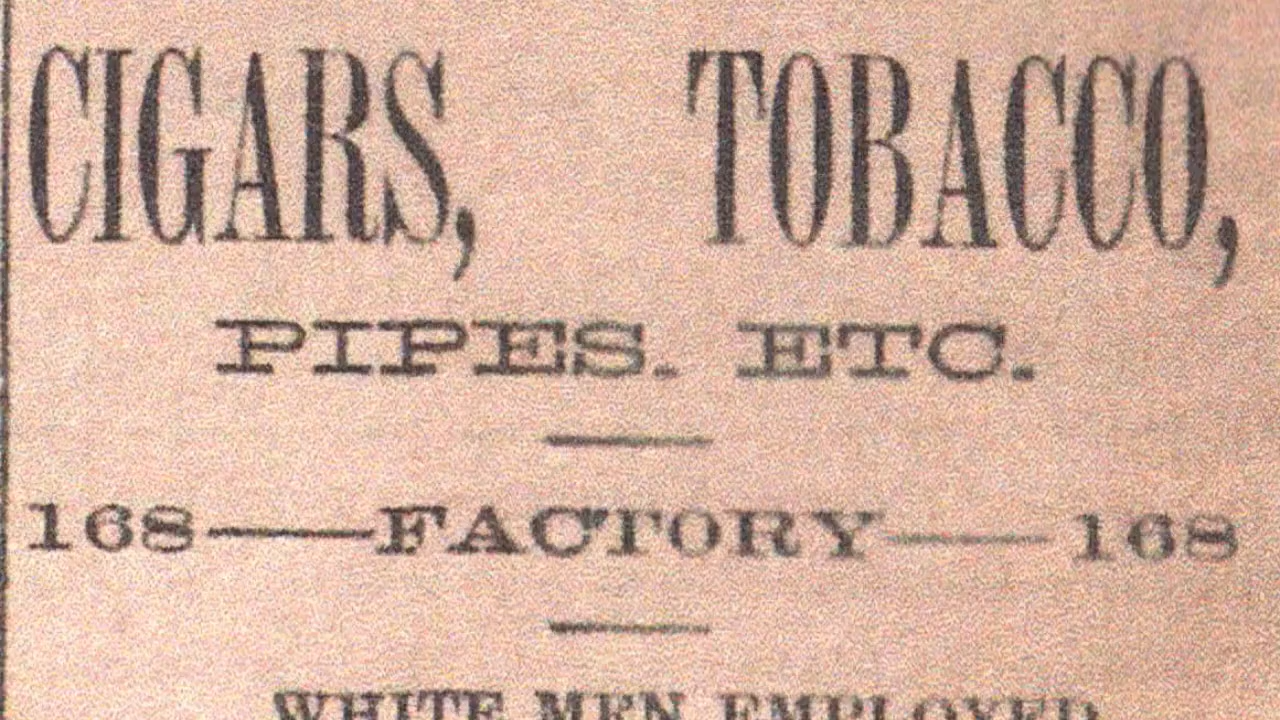 CIGARS, TOBACCO,
PIPES. ETC.
168——FACTORY——168
WHITE MEN EMPLOYED